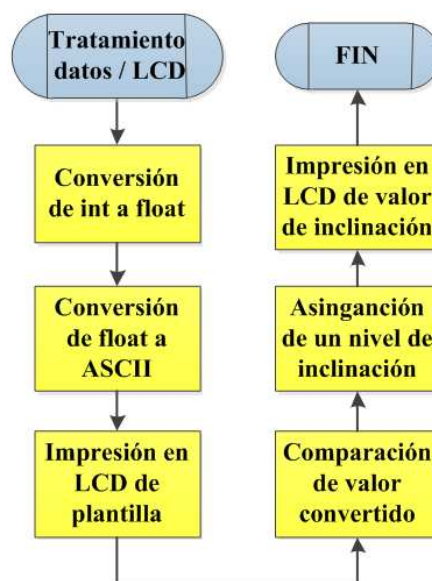 Tratamiento
datos / LCD
Conversión
de int a float
Conversión
de float a
ASCII
Impresión en
LCD de
plantilla
Comparación
de valor
convertido
Asinganción
de un nivel de
inclinación
Impresión en
LCD de valor
de inclinación
FIN